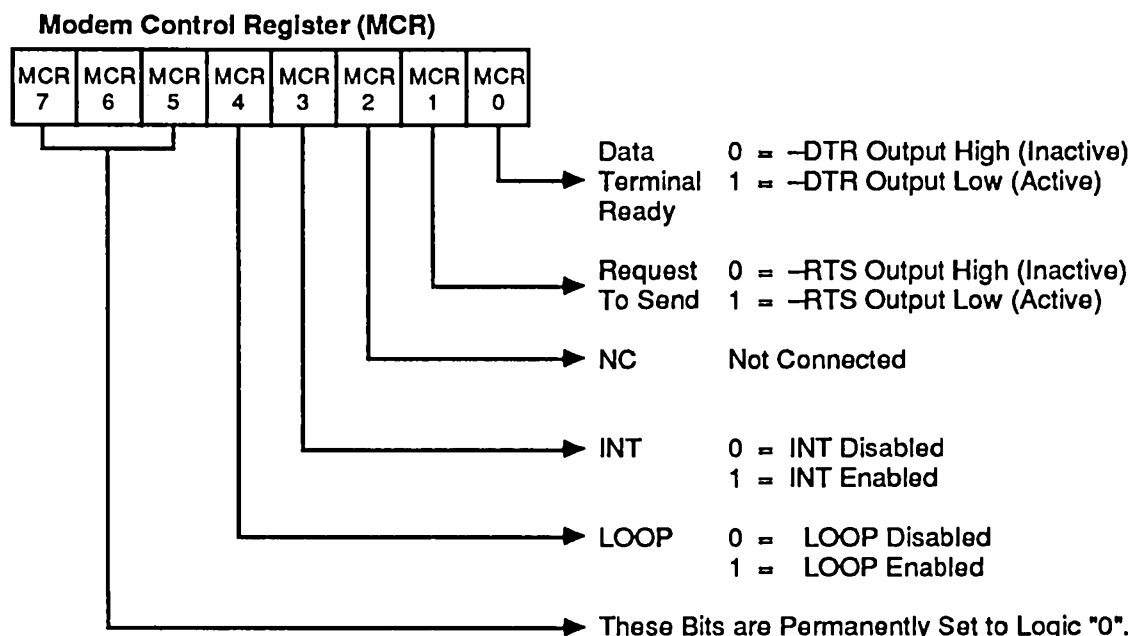 Modem Control Register (MCR)
MCR 7 MCR 6 MCR 5 MCR 4 MCR 3 MCR 2 MCR 1 MCR 0
Data 0 = –DTR Output High (Inactive)
Terminal 1 = –DTR Output Low (Active)
Ready
Request 0 = –RTS Output High (Inactive)
To Send 1 = –RTS Output Low (Active)
NC Not Connected
INT 0 = INT Disabled
1 = INT Enabled
LOOP 0 = LOOP Disabled
1 = LOOP Enabled
These Bits are Permanently Set to Logic "0".